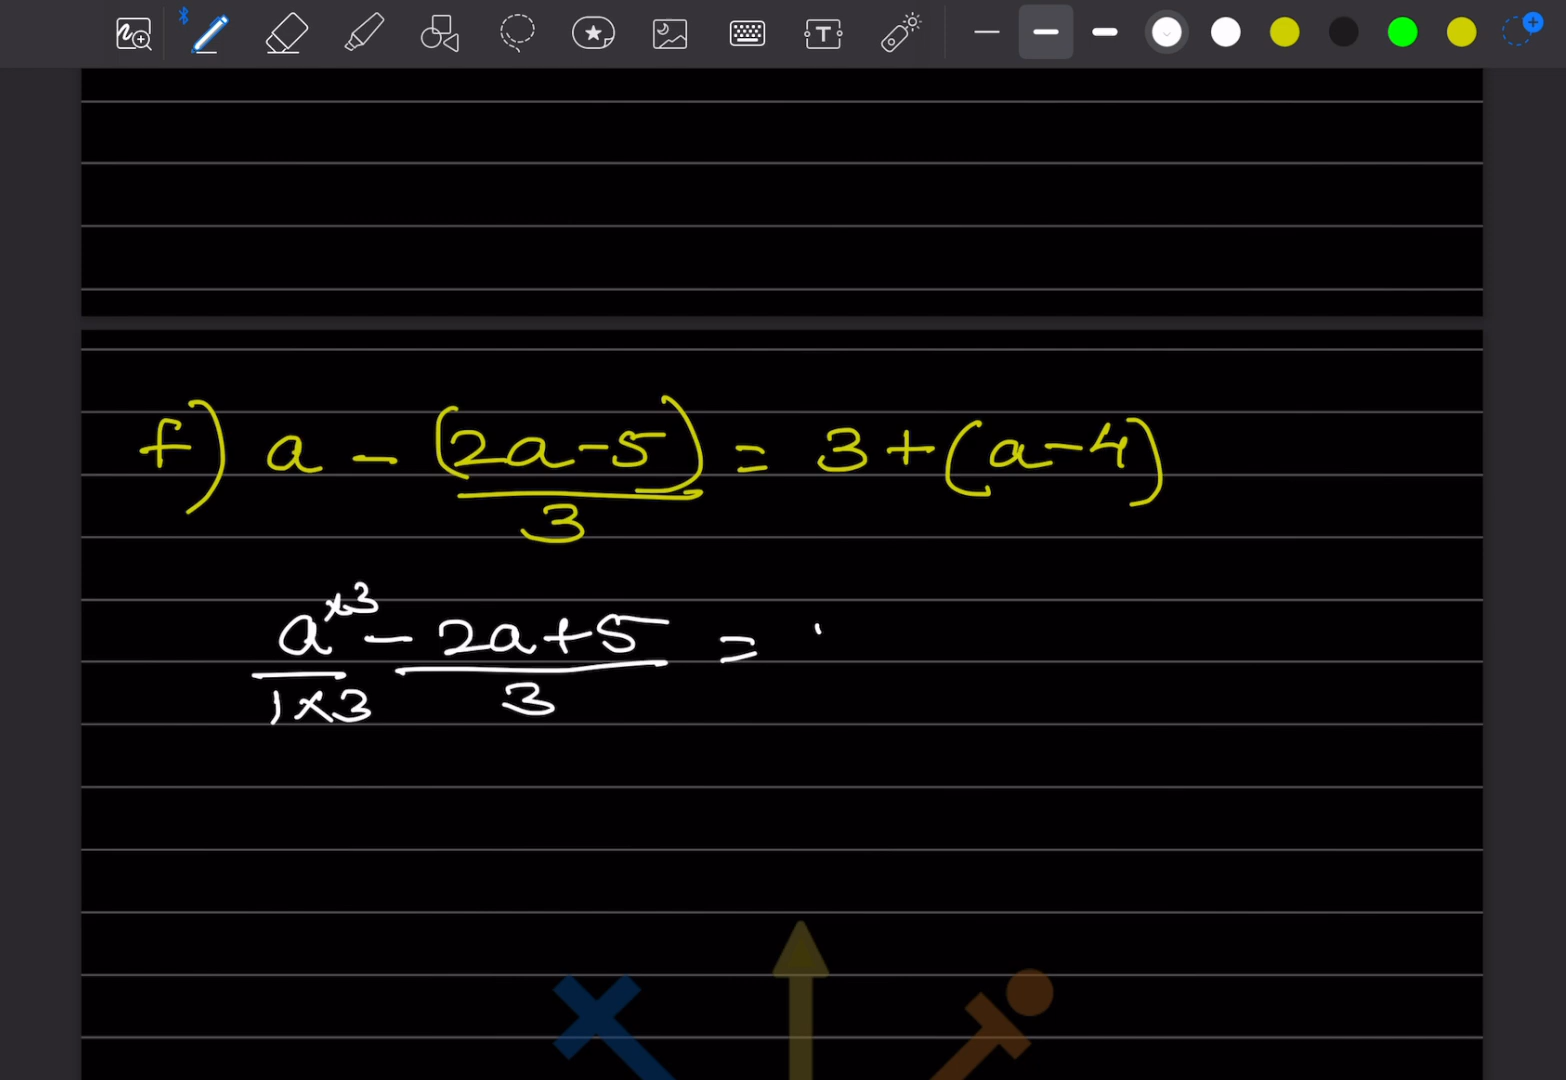 f) a - (2a-5)/3 = 3+(a-4)
a×3/1×3 - 2a+5/3 =